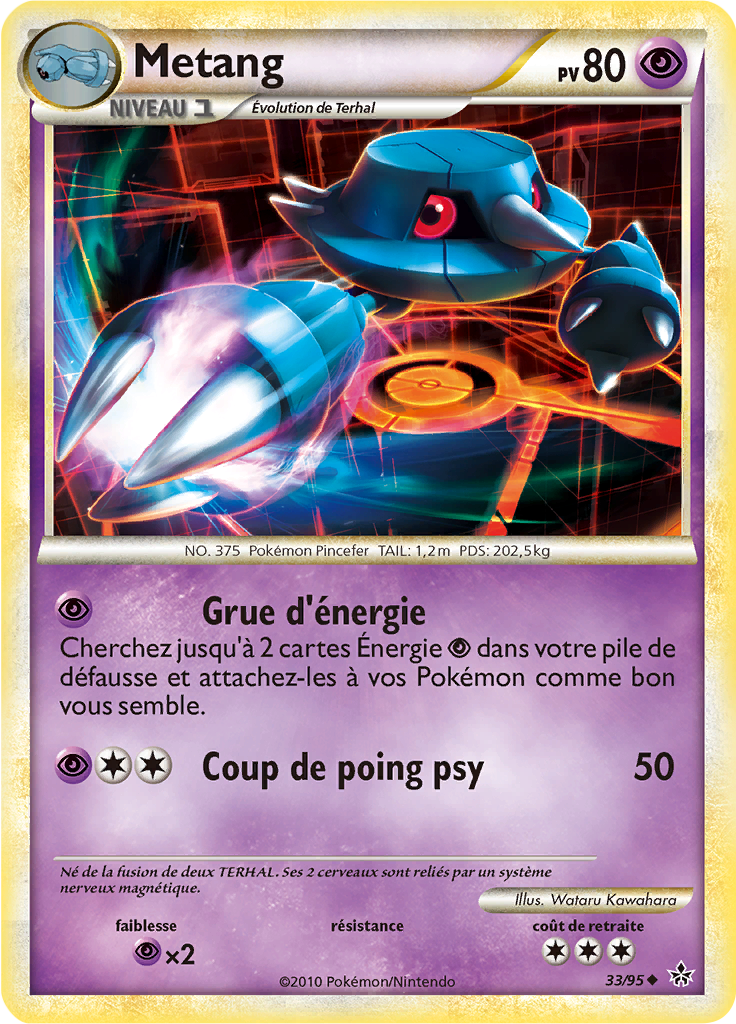 Metang
PV 80
NIVEAU 1
Évolution de Terhal
NO. 375 Pokémon Pincefer TAIL: 1,2m PDS: 202,5kg
Grue d'énergie
Cherchez jusqu'à 2 cartes Énergie dans votre pile de
défausse et attachez-les à vos Pokémon comme bon
vous semble.
Coup de poing psy 50
Né de la fusion de deux TERHAL. Ses 2 cerveaux sont reliés par un système
nerveux magnétique.
Illus. Wataru Kawahara
faiblesse résistance coût de retraite
×2
©2010 Pokémon/Nintendo
33/95